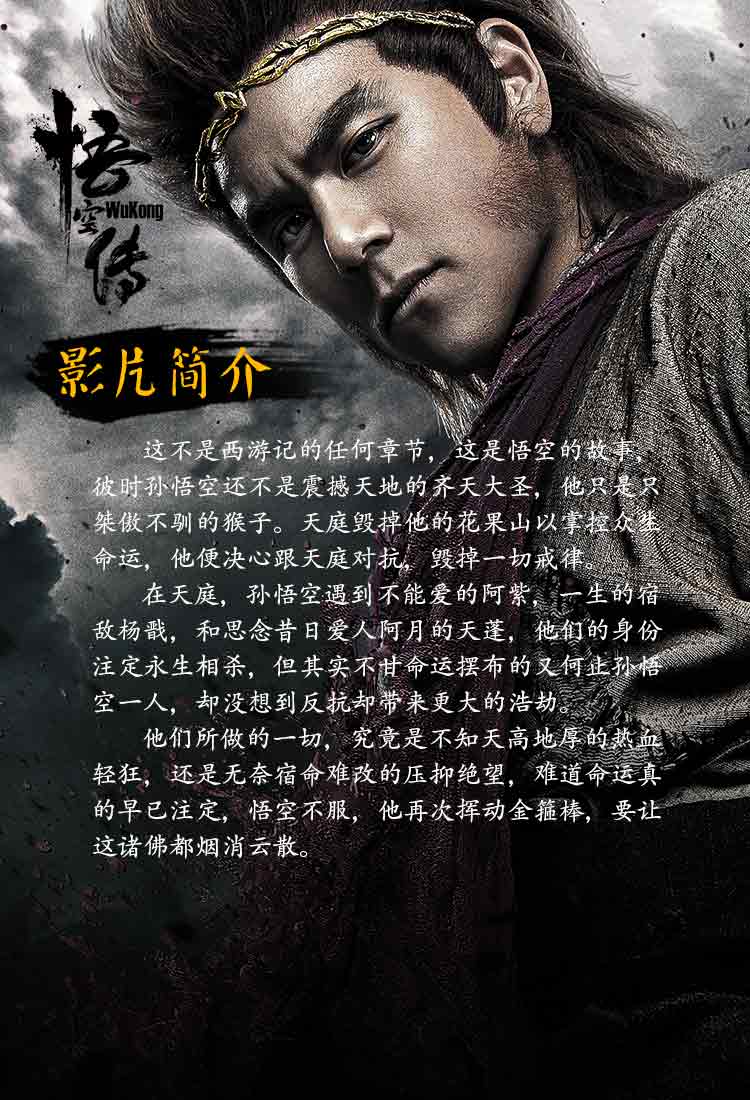 悟空传
WuKong
影片简介
这不是西游记的任何章节，这是悟空的故事，
彼时孙悟空还不是震撼天地的齐天大圣，他只是只
桀傲不驯的猴子。天庭毁掉他的花果山以掌控众生
命运，他便决心跟天庭对抗，毁掉一切戒律。
在天庭，孙悟空遇到不能爱的阿紫，一生的宿
敌杨戬，和思念昔日爱人阿月的天蓬，他们的身份
注定永生相杀，但其实不甘命运摆布的又何止孙悟
空一人，却没想到反抗却带来更大的浩劫。
他们所做的一切，究竟是不知天高地厚的热血
轻狂，还是无奈宿命难改的压抑绝望，难道命运真
的早已注定，悟空不服，他再次挥动金箍棒，要让
这诸佛都烟消云散。